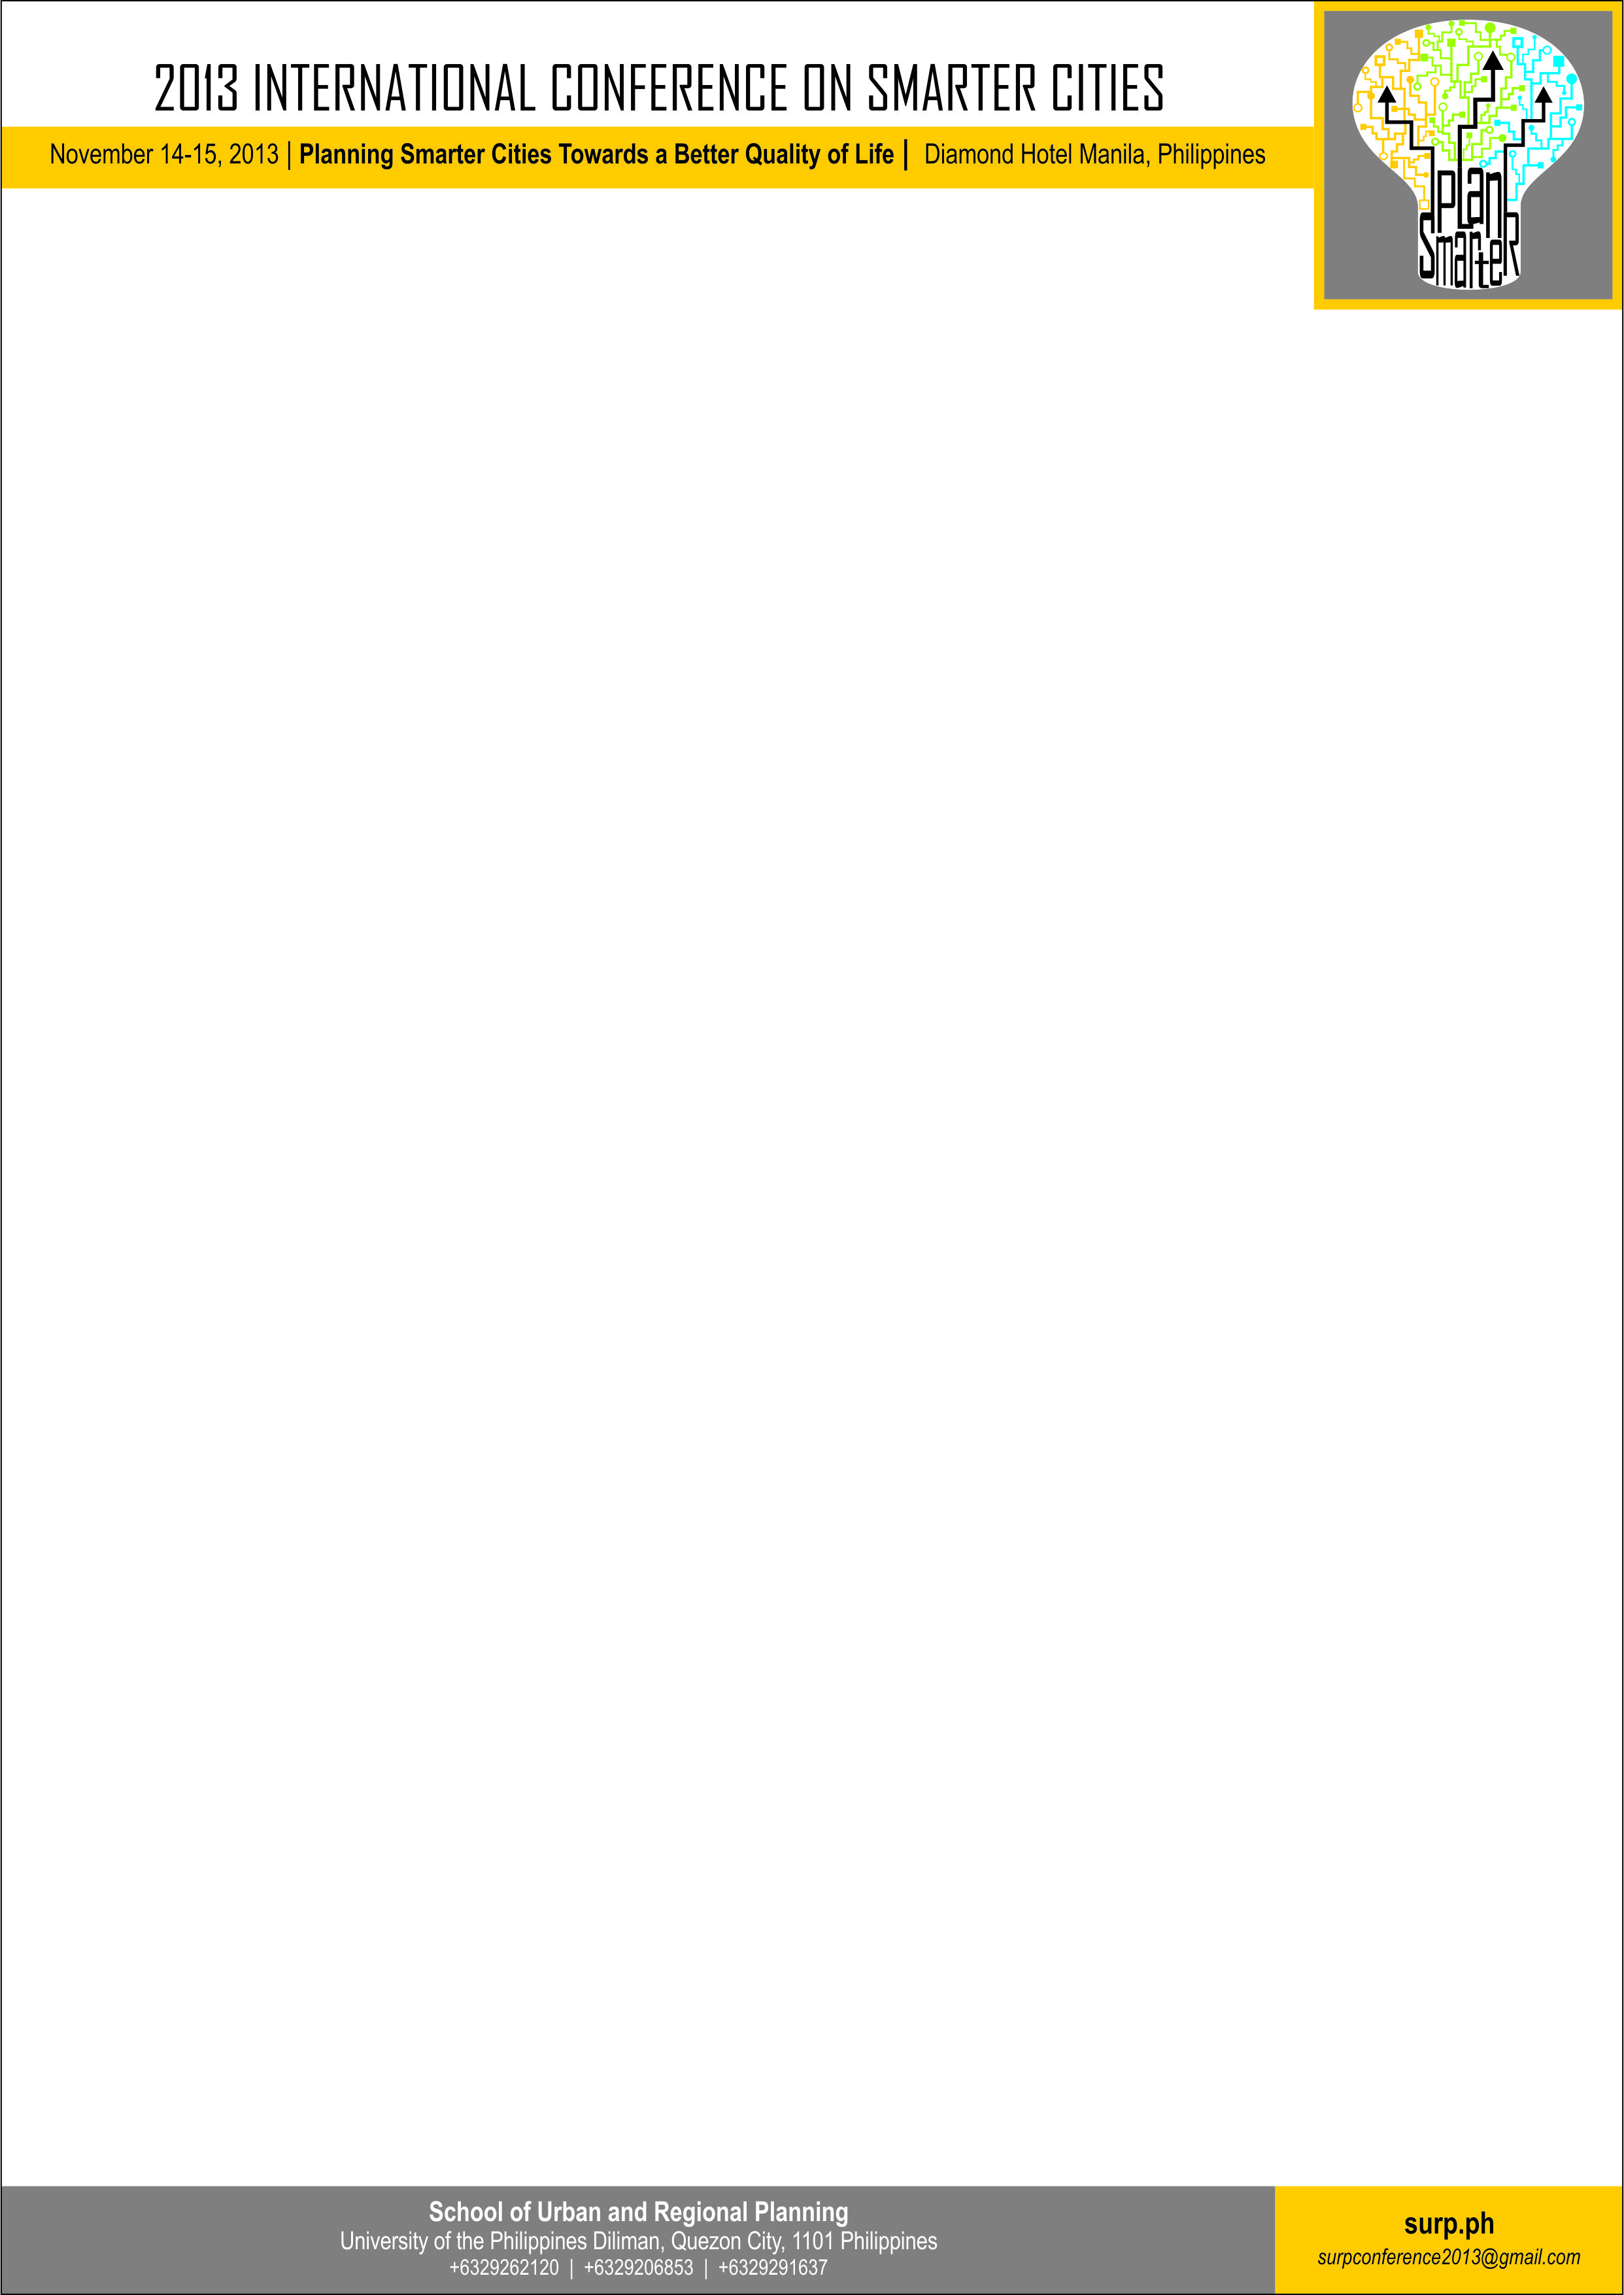 2013 INTERNATIONAL CONFERENCE ON SMARTER CITIES
November 14-15, 2013 | Planning Smarter Cities Towards a Better Quality of Life | Diamond Hotel Manila, Philippines
PLan
SmarteR
School of Urban and Regional Planning
University of the Philippines Diliman, Quezon City, 1101 Philippines
+6329262120 | +6329206853 | +6329291637
surp.ph
surpconference2013@gmail.com